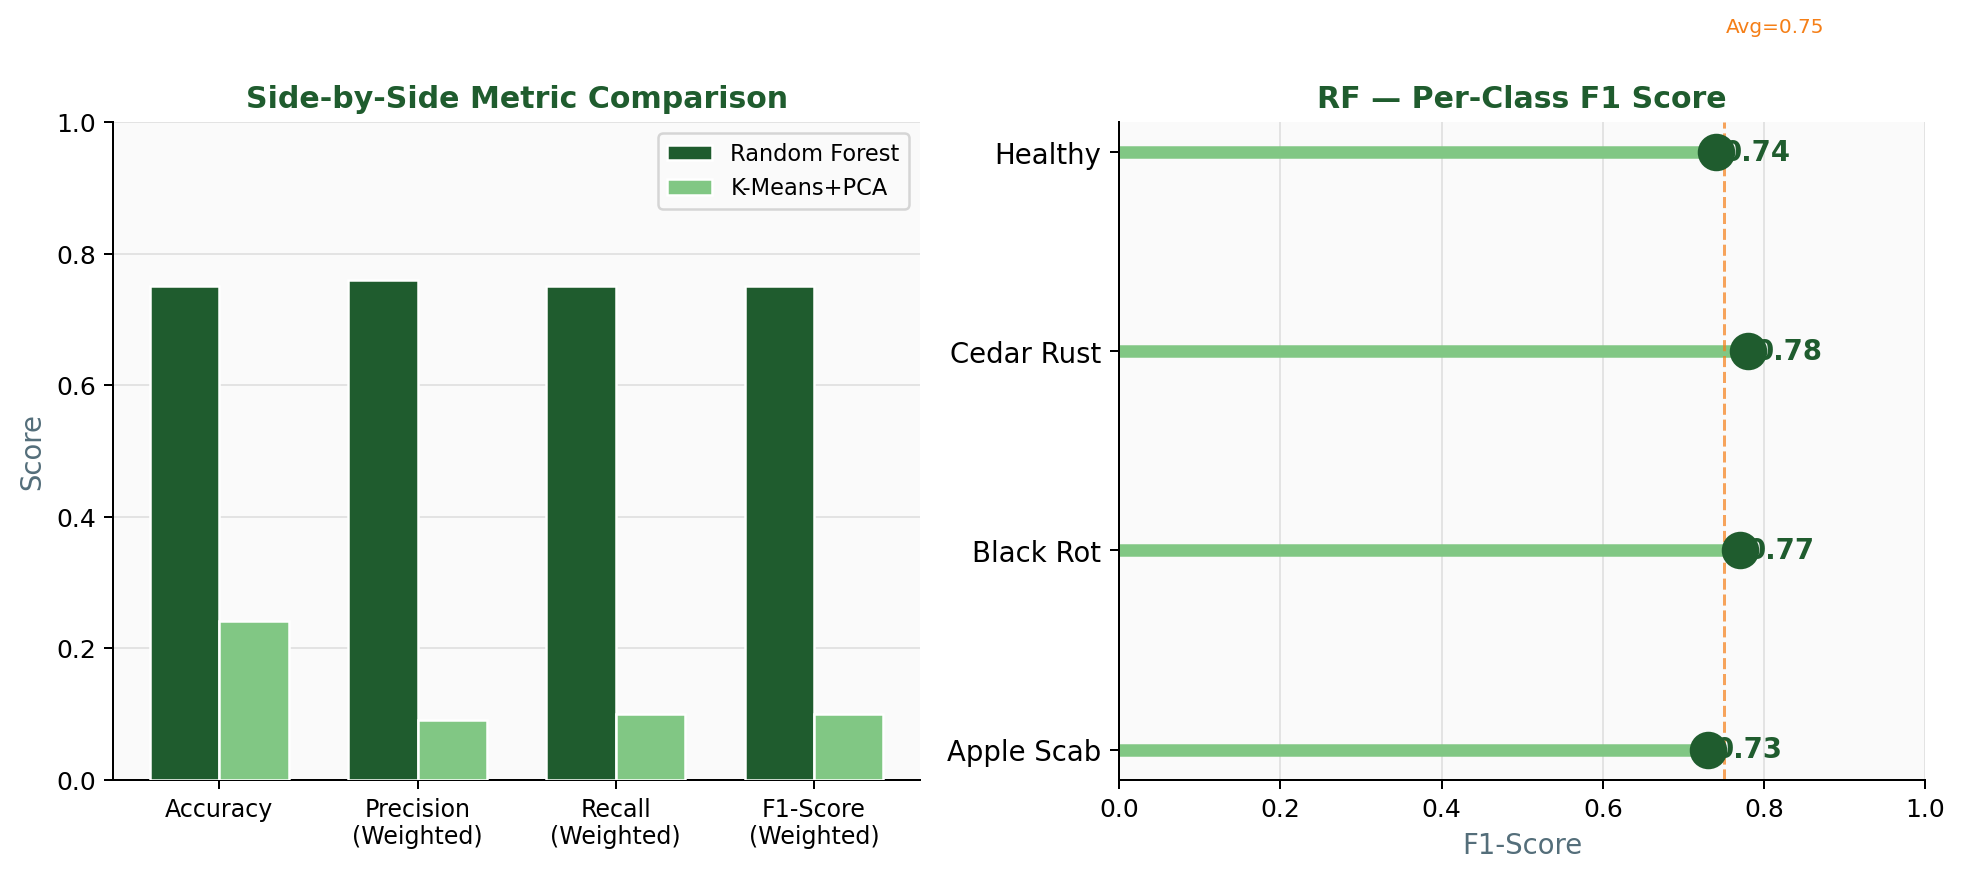 Avg=0.75
Side-by-Side Metric Comparison
Random Forest
K-Means+PCA
Score
1.0
0.8
0.6
0.4
0.2
0.0
Accuracy
Precision
(Weighted)
Recall
(Weighted)
F1-Score
(Weighted)
RF — Per-Class F1 Score
Healthy
0.74
Cedar Rust
0.78
Black Rot
0.77
Apple Scab
0.73
0.0 0.2 0.4 0.6 0.8 1.0
F1-Score